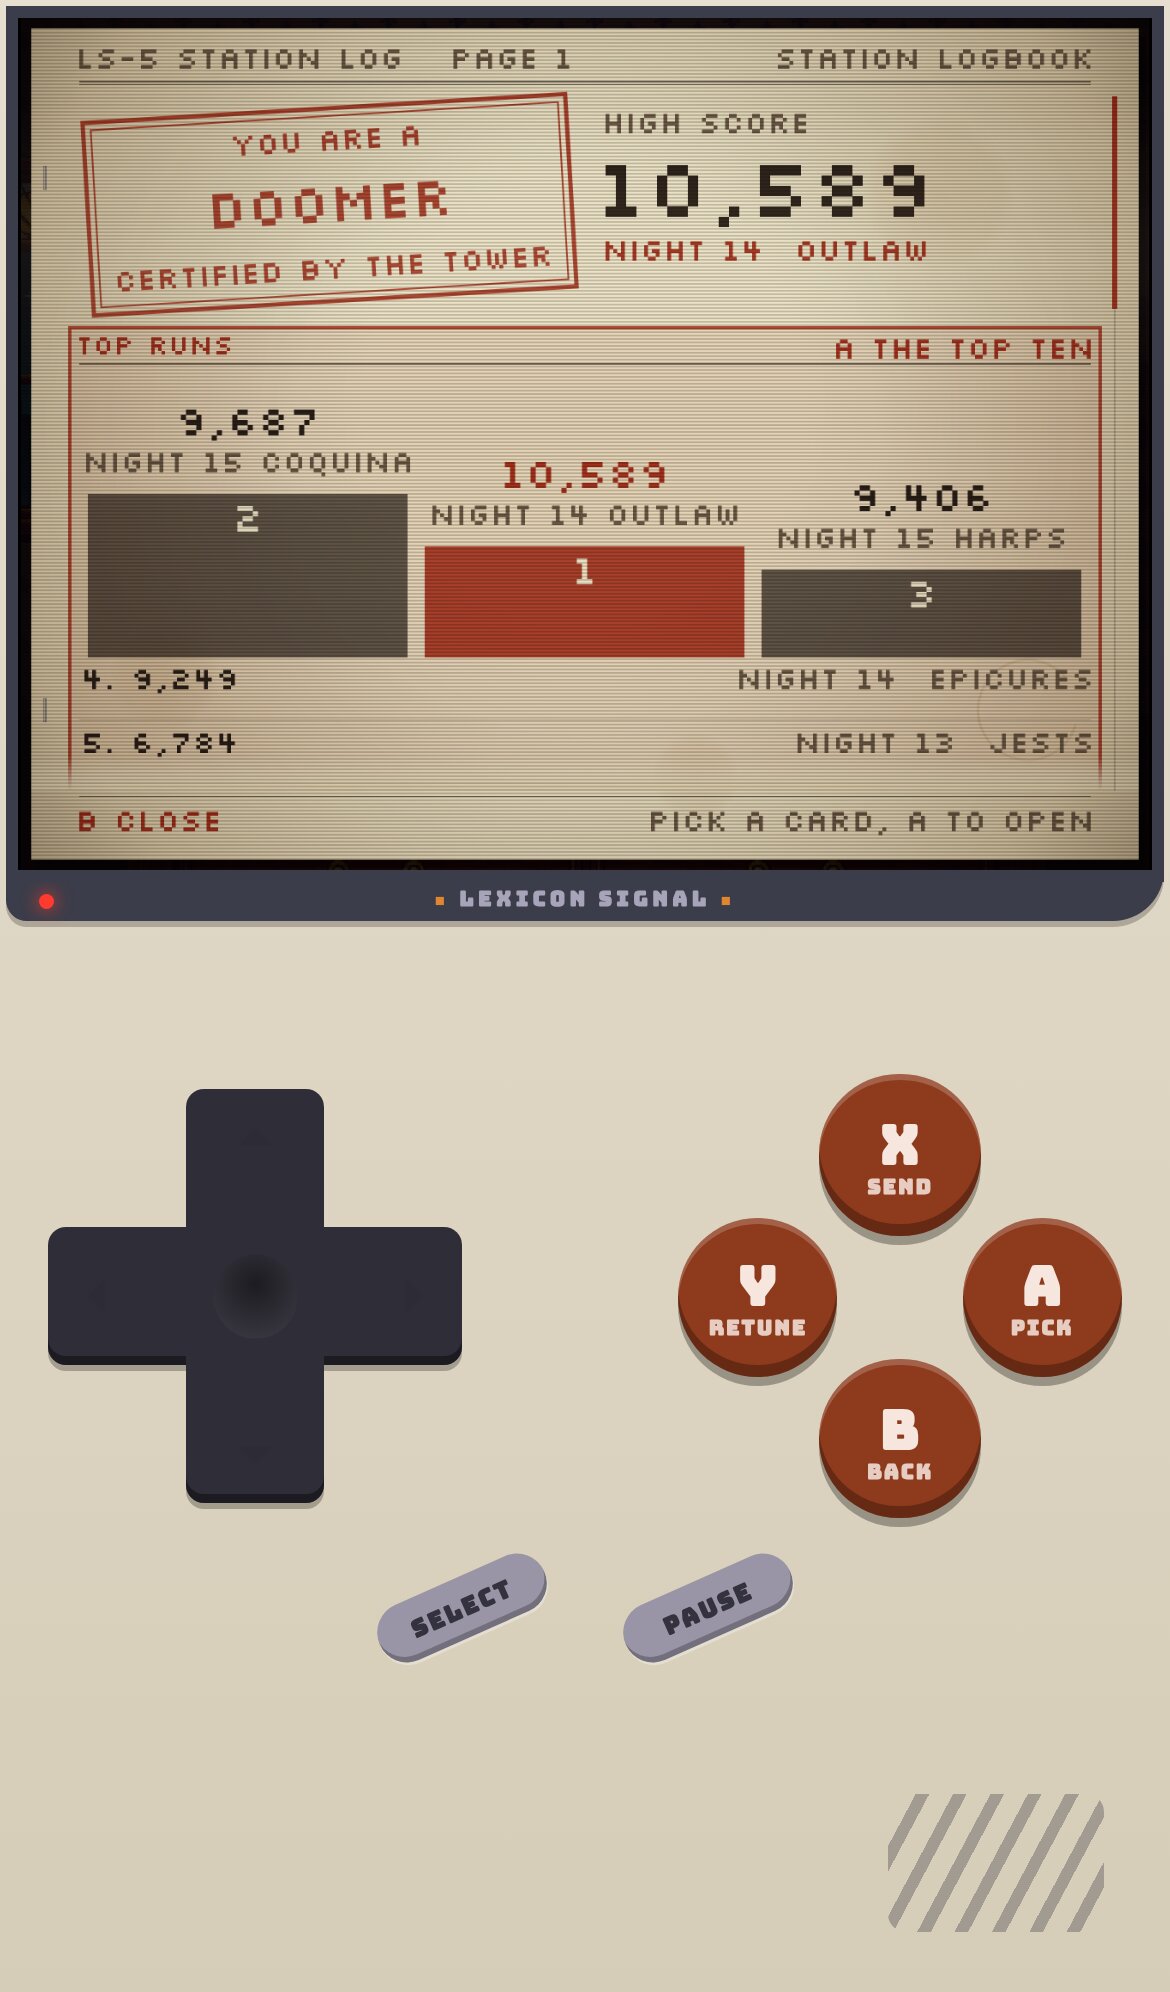 LS-5 STATION LOG PAGE 1 STATION LOGBOOK
YOU ARE A
DOOMER
CERTIFIED BY THE TOWER
HIGH SCORE
10,589
NIGHT 14 OUTLAW
TOP RUNS A THE TOP TEN
9,687
NIGHT 15 COQUINA
2
10,589
NIGHT 14 OUTLAW
1
9,406
NIGHT 15 HARPS
3
4. 9,249 NIGHT 14 EPICURES
5. 6,784 NIGHT 13 JESTS
B CLOSE PICK A CARD, A TO OPEN
LEXICON SIGNAL
X
SEND
Y
RETUNE
A
PICK
B
BACK
SELECT
PAUSE